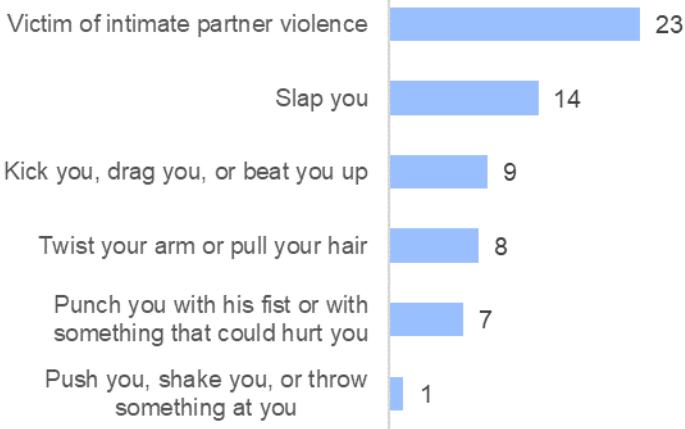 Victim of intimate partner violence 23
Slap you 14
Kick you, drag you, or beat you up 9
Twist your arm or pull your hair 8
Punch you with his fist or with
something that could hurt you 7
Push you, shake you, or throw
something at you 1